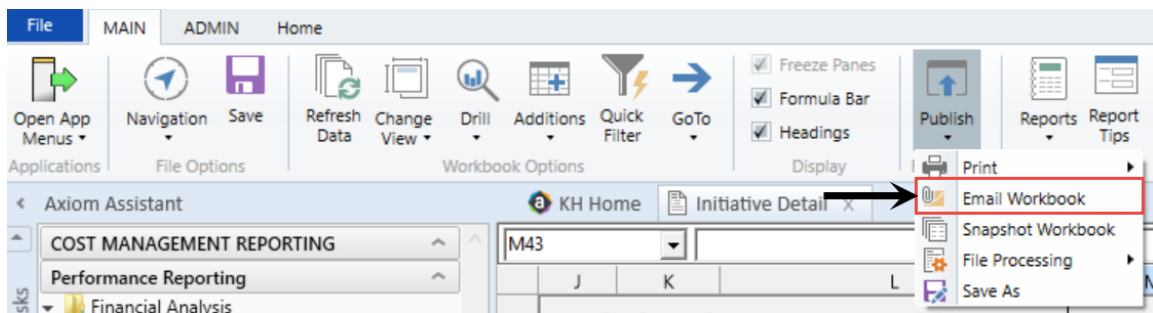 File MAIN ADMIN Home
Open App Menus
Navigation
Save
Refresh Data
Change View
Drill
Additions
Quick Filter
GoTo
Freeze Panes
Formula Bar
Headings
Publish
Reports
Report Tips
Applications File Options Workbook Options Display
Print
Email Workbook
Snapshot Workbook
File Processing
Save As
Axiom Assistant
KH Home Initiative Detail x
COST MANAGEMENT REPORTING
M43
Performance Reporting
J K L
Financial Analysis